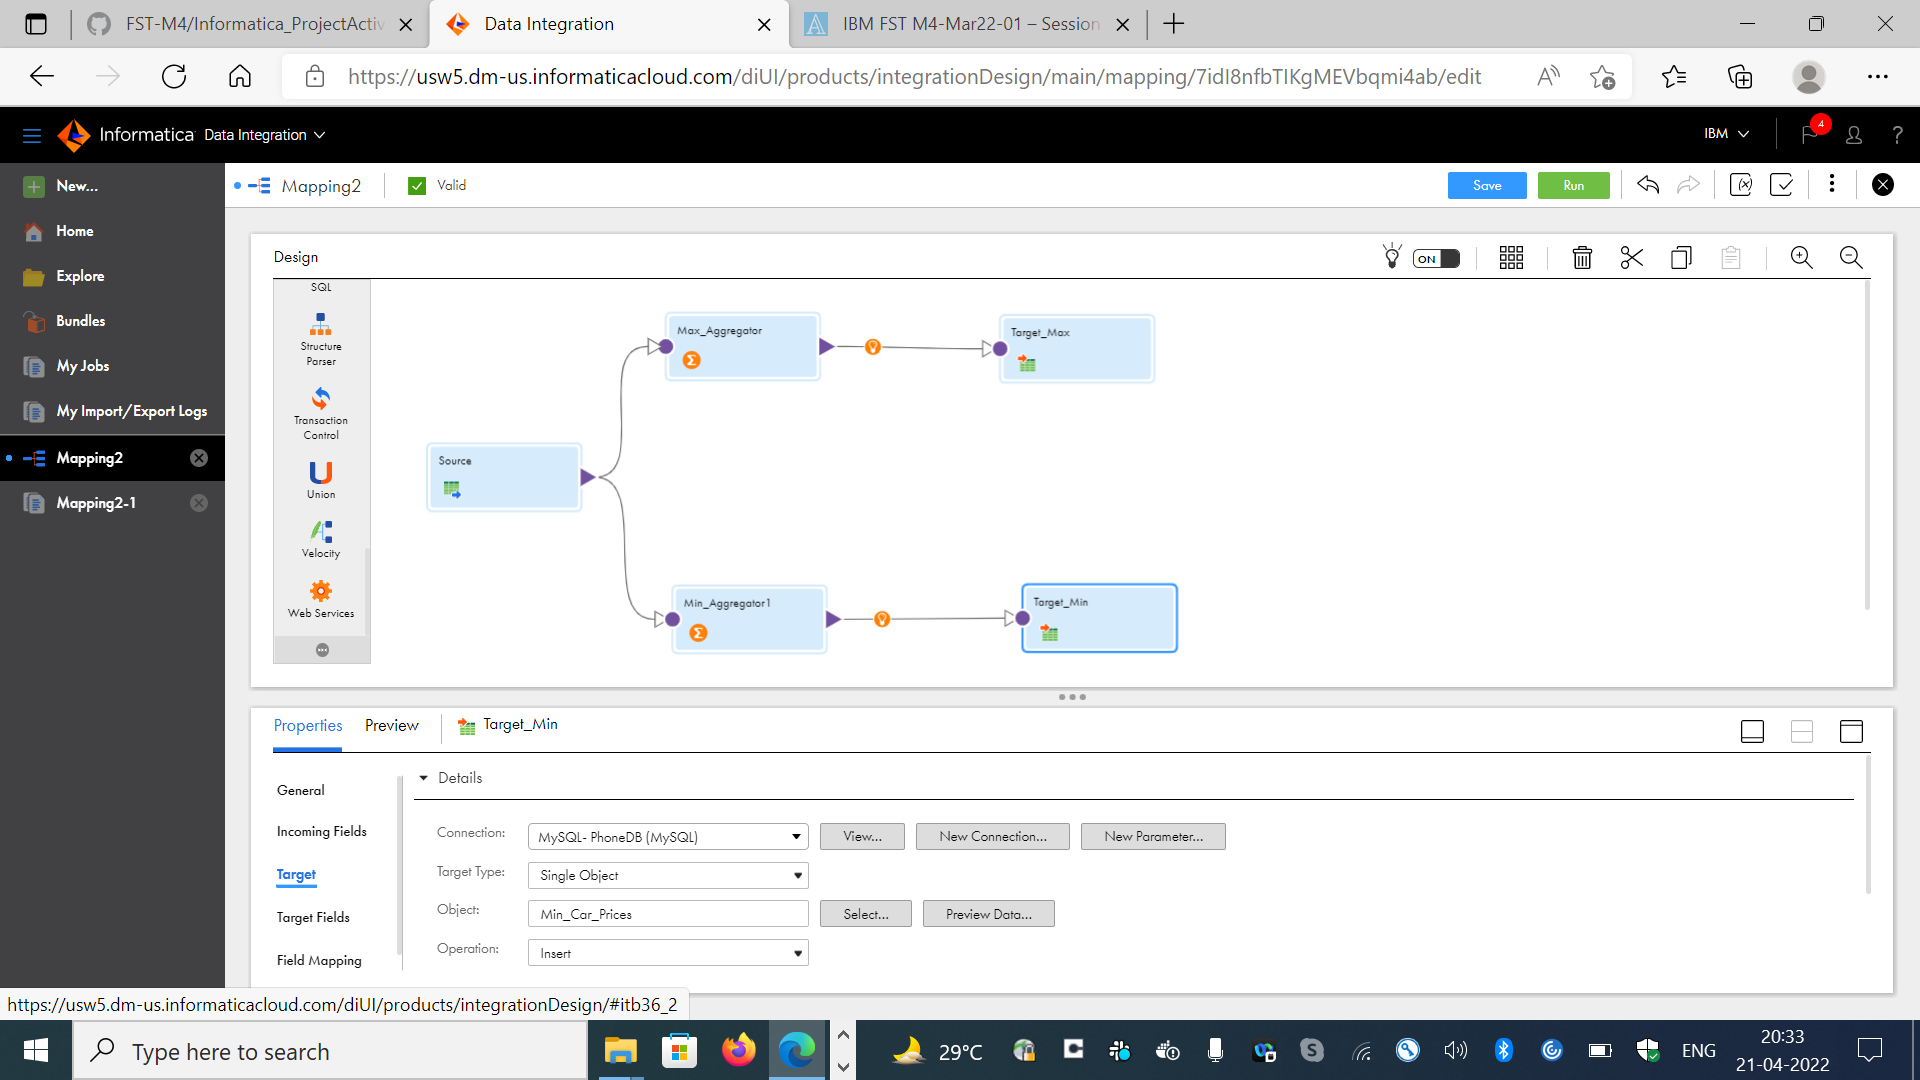 FST-M4/Informatica_ProjectActiv
Data Integration
IBM FST M4-Mar22-01 – Session
https://usw5.dm-us.informaticacloud.com/diUI/products/integrationDesign/main/mapping/7idI8nfbTIKgMEVbqmi4ab/edit
Informatica Data Integration
IBM
4
New...
Home
Explore
Bundles
My Jobs
My Import/Export Logs
Mapping2
Mapping2-1
Mapping2
Valid
Save
Run
Design
ON
SQL
Structure
Parser
Transaction
Control
Union
Velocity
Web Services
Source
Max_Aggregator
Target_Max
Min_Aggregator1
Target_Min
Properties
Preview
Target_Min
General
Incoming Fields
Target
Target Fields
Field Mapping
Details
Connection:
MySQL- PhoneDB (MySQL)
View...
New Connection...
New Parameter...
Target Type:
Single Object
Object:
Min_Car_Prices
Select...
Preview Data...
Operation:
Insert
https://usw5.dm-us.informaticacloud.com/diUI/products/integrationDesign/#itb36_2
Type here to search
29°C
ENG
20:33
21-04-2022